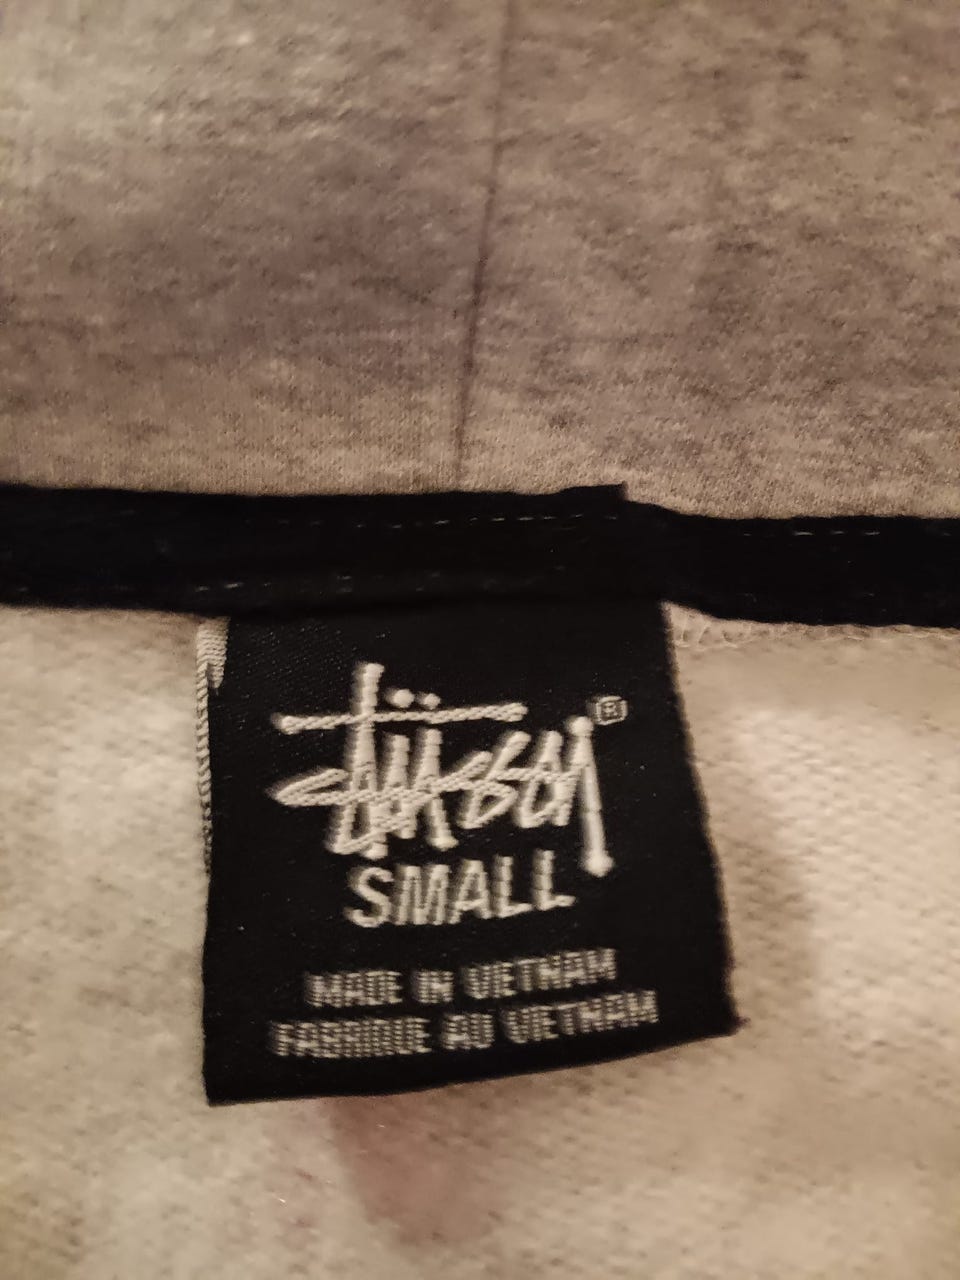 Stüssy ®
SMALL
MADE IN VIETNAM
FABRIQUE AU VIETNAM